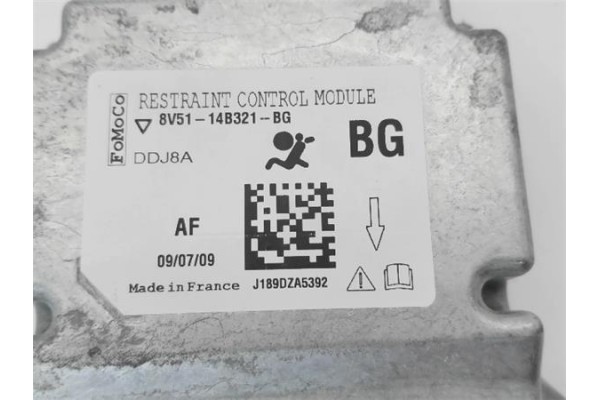 FoMoCo
RESTRAINT CONTROL MODULE
8V51-14B321-BG
DDJ8A
BG
AF
09/07/09
Made in France
J189DZA5392